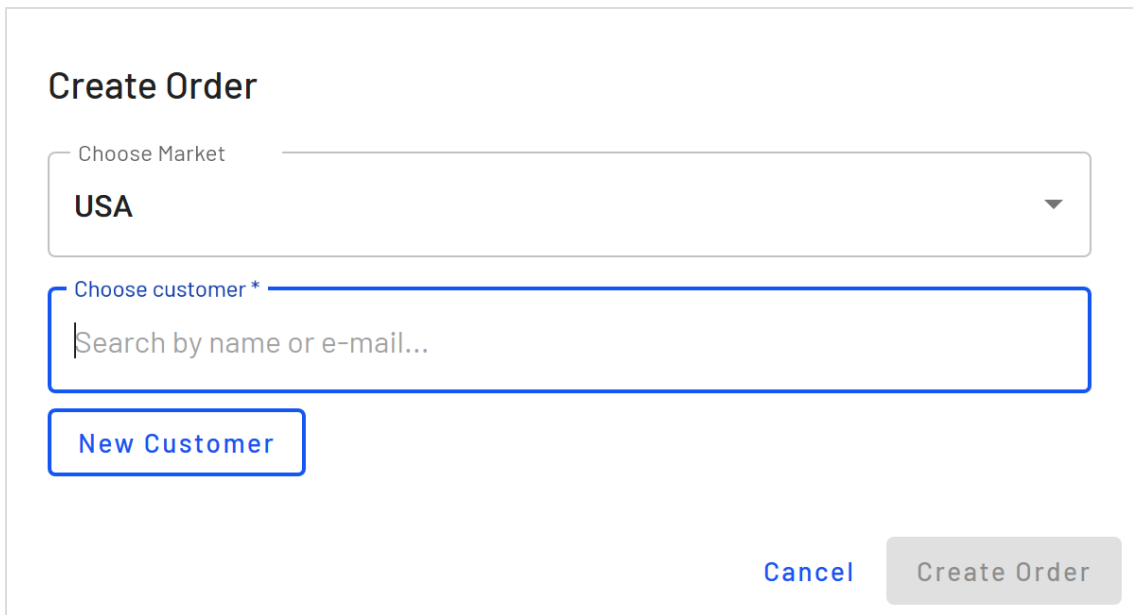 Create Order
Choose Market
USA
Choose customer *
Search by name or e-mail...
New Customer
Cancel
Create Order